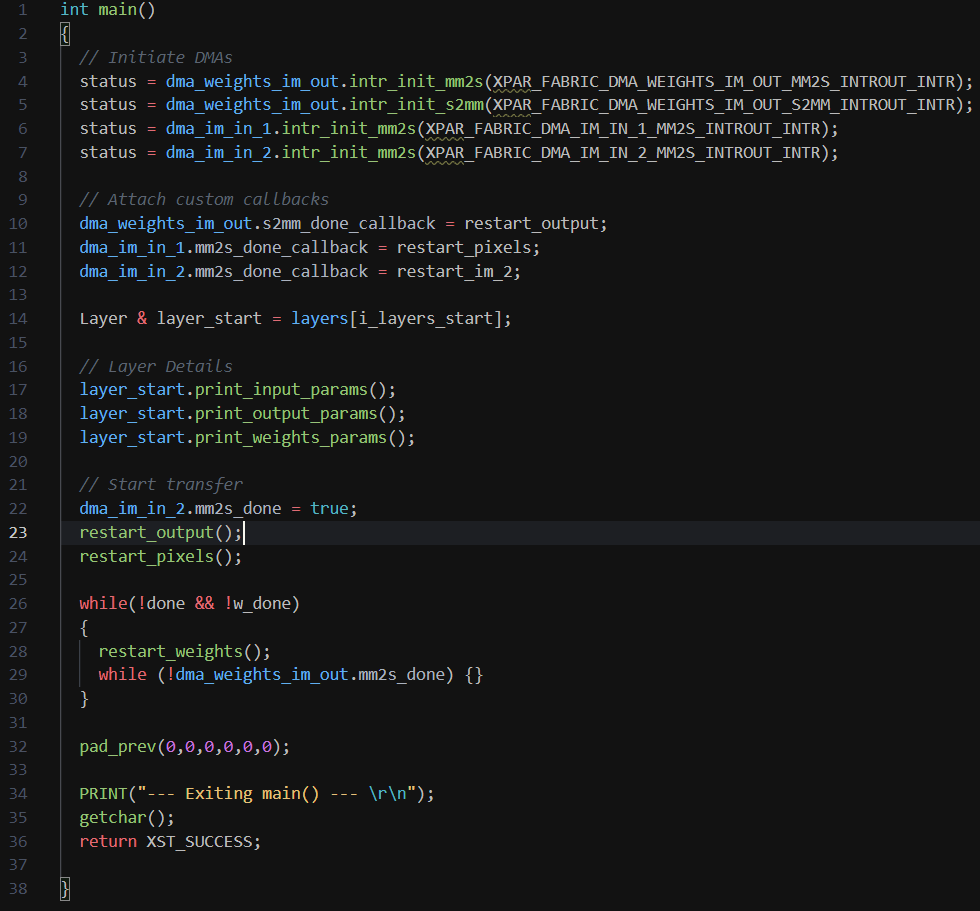 1 int main()
2 {
3 // Initiate DMAs
4 status = dma_weights_im_out.intr_init_mm2s(XPAR_FABRIC_DMA_WEIGHTS_IM_OUT_MM2S_INTROUT_INTR);
5 status = dma_weights_im_out.intr_init_s2mm(XPAR_FABRIC_DMA_WEIGHTS_IM_OUT_S2MM_INTROUT_INTR);
6 status = dma_im_in_1.intr_init_mm2s(XPAR_FABRIC_DMA_IM_IN_1_MM2S_INTROUT_INTR);
7 status = dma_im_in_2.intr_init_mm2s(XPAR_FABRIC_DMA_IM_IN_2_MM2S_INTROUT_INTR);
8
9 // Attach custom callbacks
10 dma_weights_im_out.s2mm_done_callback = restart_output;
11 dma_im_in_1.mm2s_done_callback = restart_pixels;
12 dma_im_in_2.mm2s_done_callback = restart_im_2;
13
14 Layer & layer_start = layers[i_layers_start];
15
16 // Layer Details
17 layer_start.print_input_params();
18 layer_start.print_output_params();
19 layer_start.print_weights_params();
20
21 // Start transfer
22 dma_im_in_2.mm2s_done = true;
23 restart_output();
24 restart_pixels();
25
26 while(!done && !w_done)
27 {
28 restart_weights();
29 while (!dma_weights_im_out.mm2s_done) {}
30 }
31
32 pad_prev(0,0,0,0,0,0);
33
34 PRINT("--- Exiting main() --- \r\n");
35 getchar();
36 return XST_SUCCESS;
37
38 }